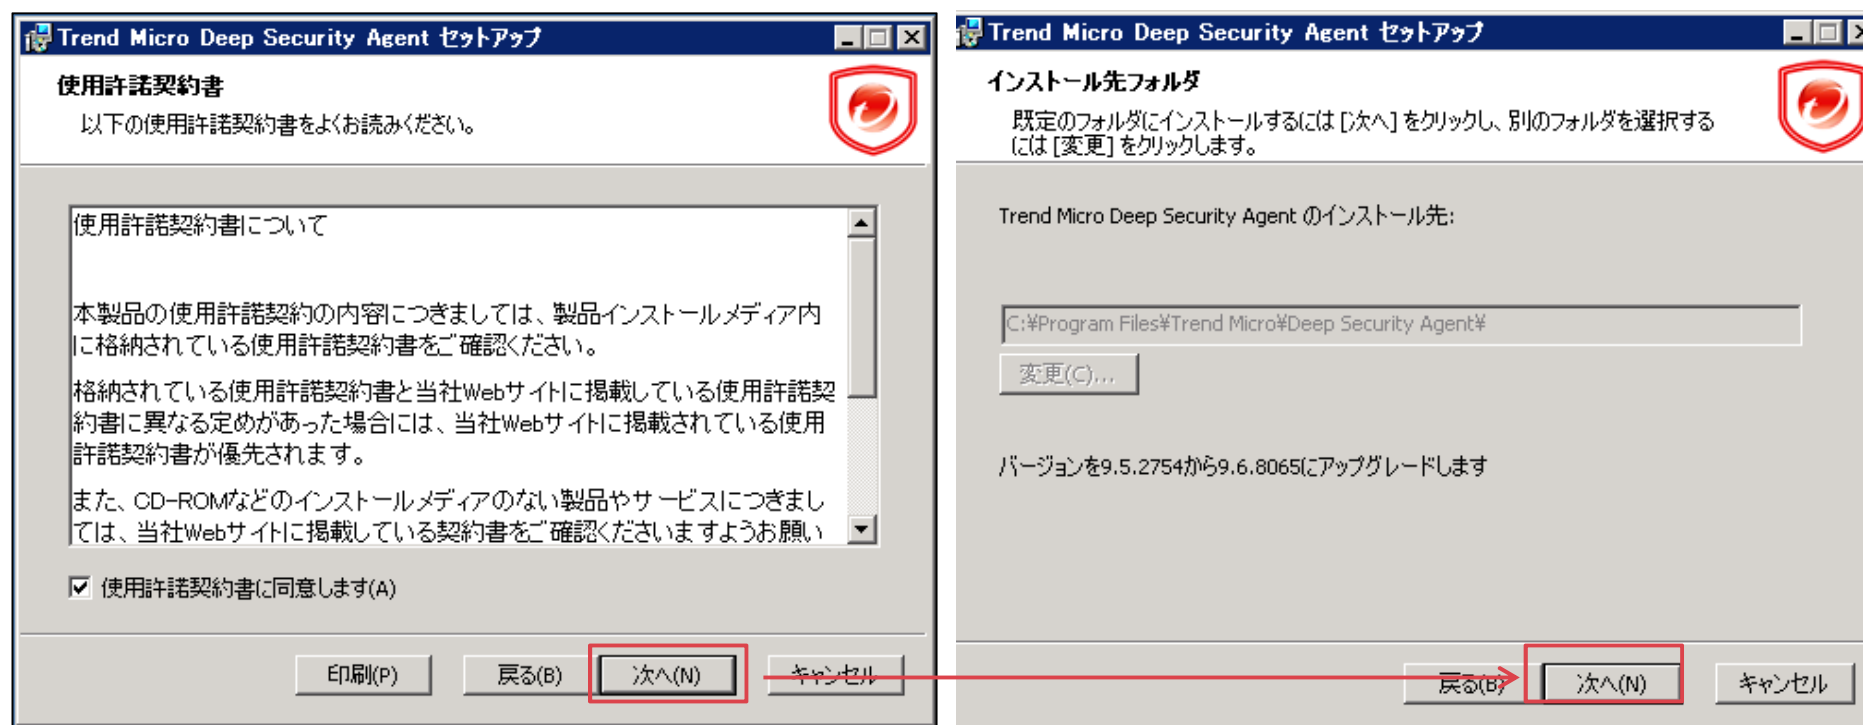 Trend Micro Deep Security Agent セットアップ
使用許諾契約書
以下の使用許諾契約書をよくお読みください。
使用許諾契約書について
本製品の使用許諾契約の内容につきましては、製品インストールメディア内
に格納されている使用許諾契約書をご確認ください。
格納されている使用許諾契約書と当社Webサイトに掲載している使用許諾契
約書に異なる定めがあった場合には、当社Webサイトに掲載されている使用
許諾契約書が優先されます。
また、CD-ROMなどのインストールメディアのない製品やサービスにつきまし
ては、当社Webサイトに掲載している契約書をご確認くださいますようお願い
使用許諾契約書に同意します(A)
印刷(P)
戻る(B)
次へ(N)
キャンセル
Trend Micro Deep Security Agent セットアップ
インストール先フォルダ
既定のフォルダにインストールするには [次へ] をクリックし、別のフォルダを選択する
には [変更] をクリックします。
Trend Micro Deep Security Agent のインストール先:
C:¥Program Files¥Trend Micro¥Deep Security Agent¥
変更(C)...
バージョンを9.5.2754から9.6.8065にアップグレードします
戻る(B)
次へ(N)
キャンセル